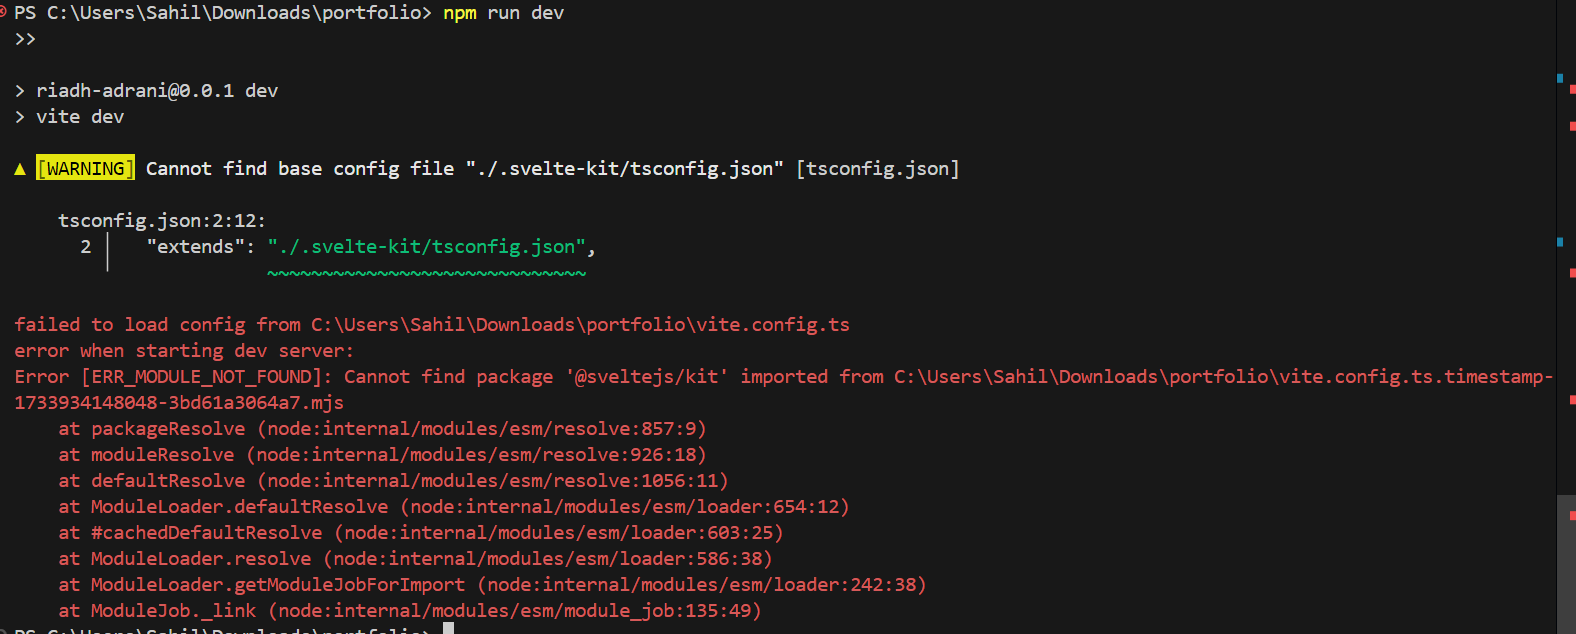 PS C:\Users\Sahil\Downloads\portfolio> npm run dev
>>
> riadh-adrani@0.0.1 dev
> vite dev
▲ [WARNING] Cannot find base config file "./.svelte-kit/tsconfig.json" [tsconfig.json]
tsconfig.json:2:12:
2 │ "extends": "./.svelte-kit/tsconfig.json",
~~~~~~~~~~~~~~~~~~~~~~~~~~~~~
failed to load config from C:\Users\Sahil\Downloads\portfolio\vite.config.ts
error when starting dev server:
Error [ERR_MODULE_NOT_FOUND]: Cannot find package '@sveltejs/kit' imported from C:\Users\Sahil\Downloads\portfolio\vite.config.ts.timestamp-
1733934148048-3bd61a3064a7.mjs
at packageResolve (node:internal/modules/esm/resolve:857:9)
at moduleResolve (node:internal/modules/esm/resolve:926:18)
at defaultResolve (node:internal/modules/esm/resolve:1056:11)
at ModuleLoader.defaultResolve (node:internal/modules/esm/loader:654:12)
at #cachedDefaultResolve (node:internal/modules/esm/loader:603:25)
at ModuleLoader.resolve (node:internal/modules/esm/loader:586:38)
at ModuleLoader.getModuleJobForImport (node:internal/modules/esm/loader:242:38)
at ModuleJob._link (node:internal/modules/esm/module_job:135:49)
PS C:\Users\Sahil\Downloads\portfolio>